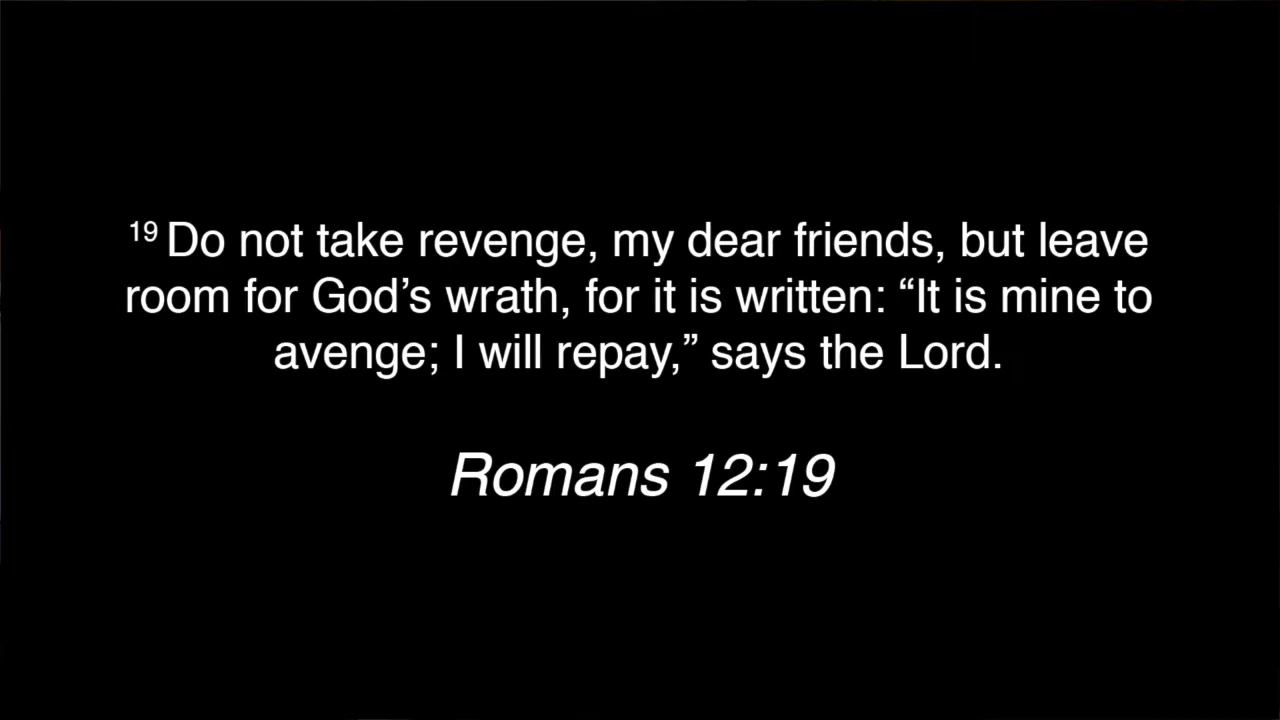 19 Do not take revenge, my dear friends, but leave
room for God’s wrath, for it is written: “It is mine to
avenge; I will repay,” says the Lord.
Romans 12:19